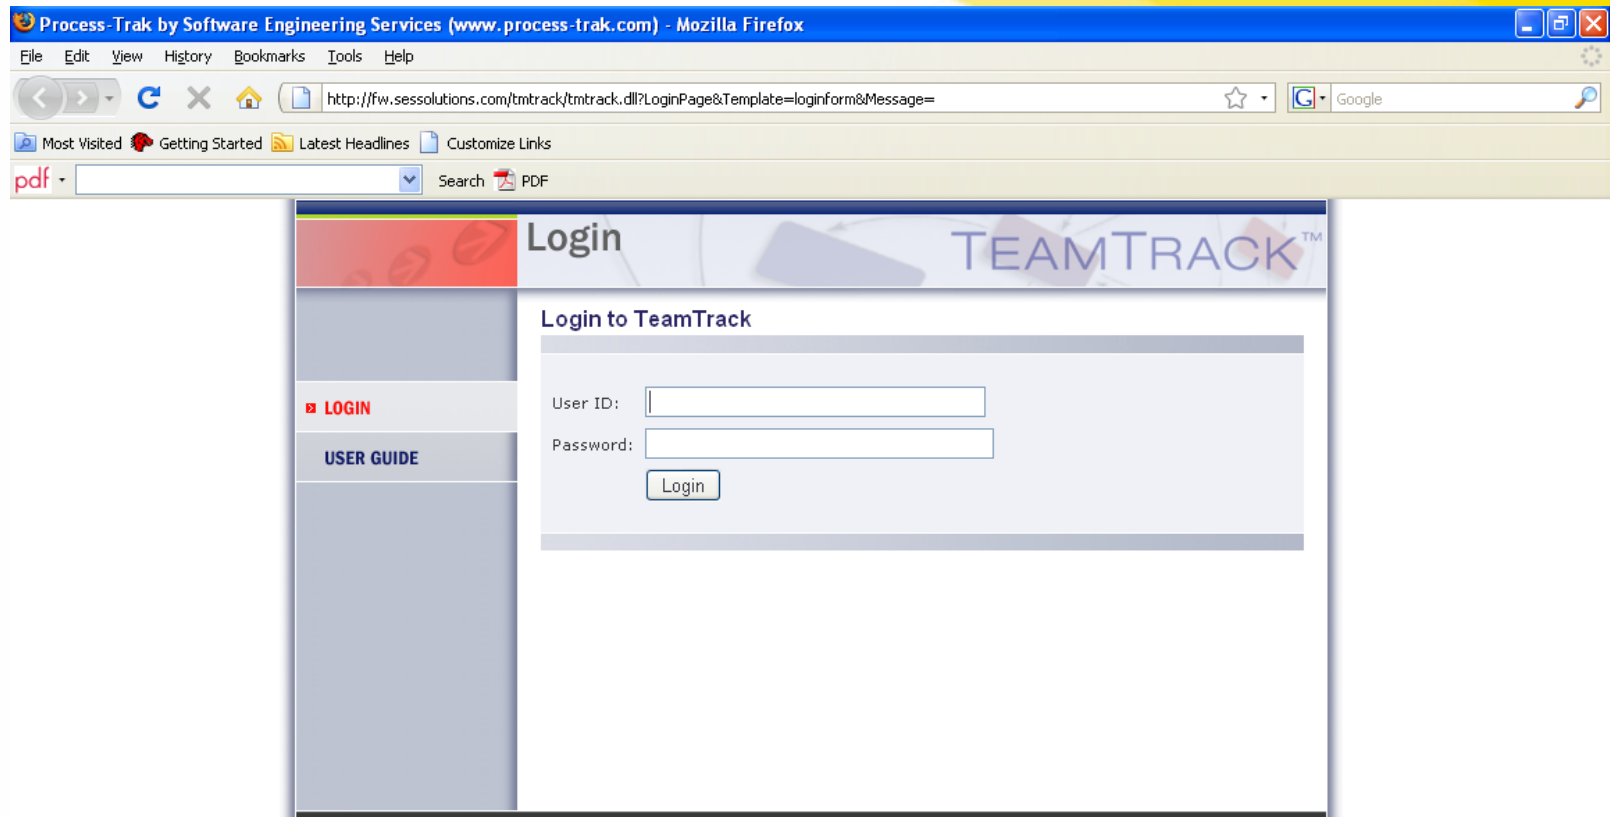 Process-Trak by Software Engineering Services (www.process-trak.com) - Mozilla Firefox
File Edit View History Bookmarks Tools Help
http://fw.sessolutions.com/tmtrack/tmtrack.dll?LoginPage&Template=loginform&Message=
G Google
Most Visited Getting Started Latest Headlines Customize Links
pdf Search PDF
Login TEAMTRACK™
Login to TeamTrack
User ID:
LOGIN
Password:
USER GUIDE
Login